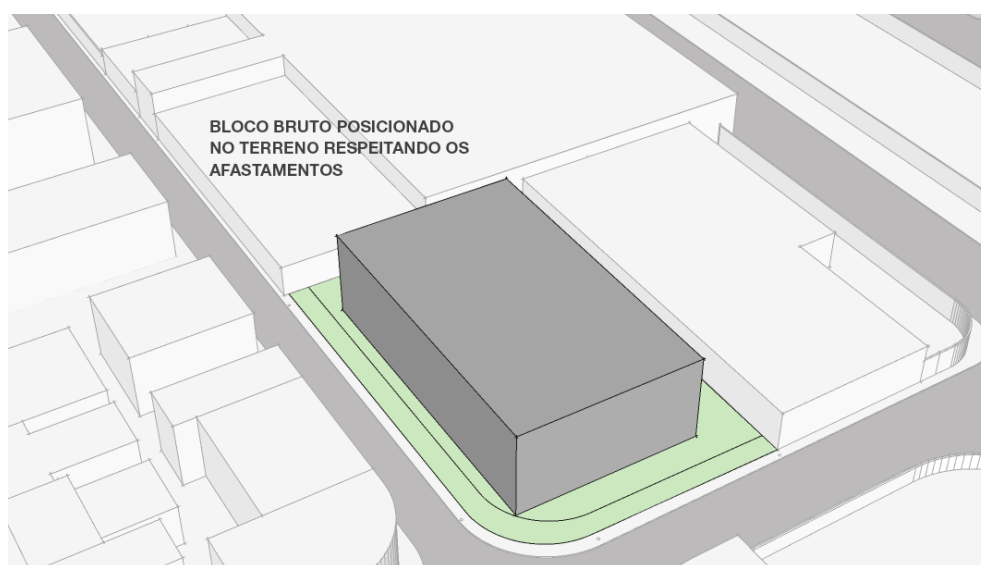 BLOCO BRUTO POSICIONADO
NO TERRENO RESPEITANDO OS
AFASTAMENTOS